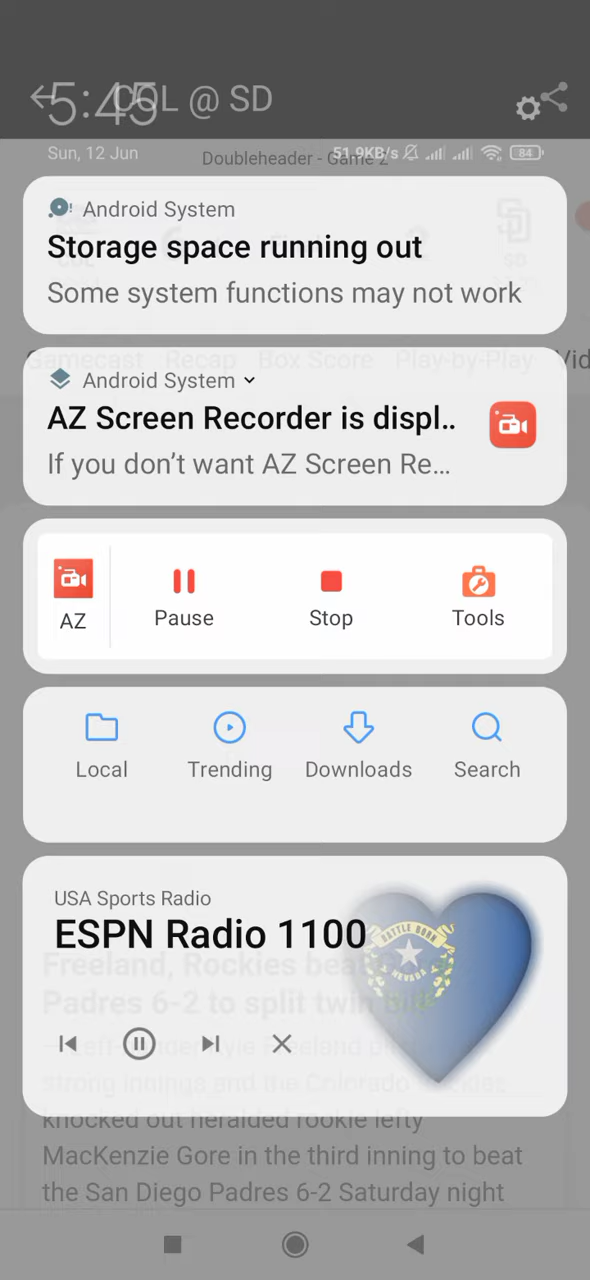 5:45
COL @ SD
Sun, 12 Jun
Doubleheader - Game 2
51.9KB/s
84
Android System
Storage space running out
Some system functions may not work
Gamecast Recap Box Score Play-by-Play Vid
Android System
AZ Screen Recorder is displ..
If you don’t want AZ Screen Re...
AZ
Pause
Stop
Tools
Local
Trending
Downloads
Search
USA Sports Radio
ESPN Radio 1100
BATTLE BORN
NEVADA
Freeland, Rockies beat
Padres 6-2 to split twin bill
strong innings and the Colorado Rockies
knocked out heralded rookie lefty
MacKenzie Gore in the third inning to beat
the San Diego Padres 6-2 Saturday night